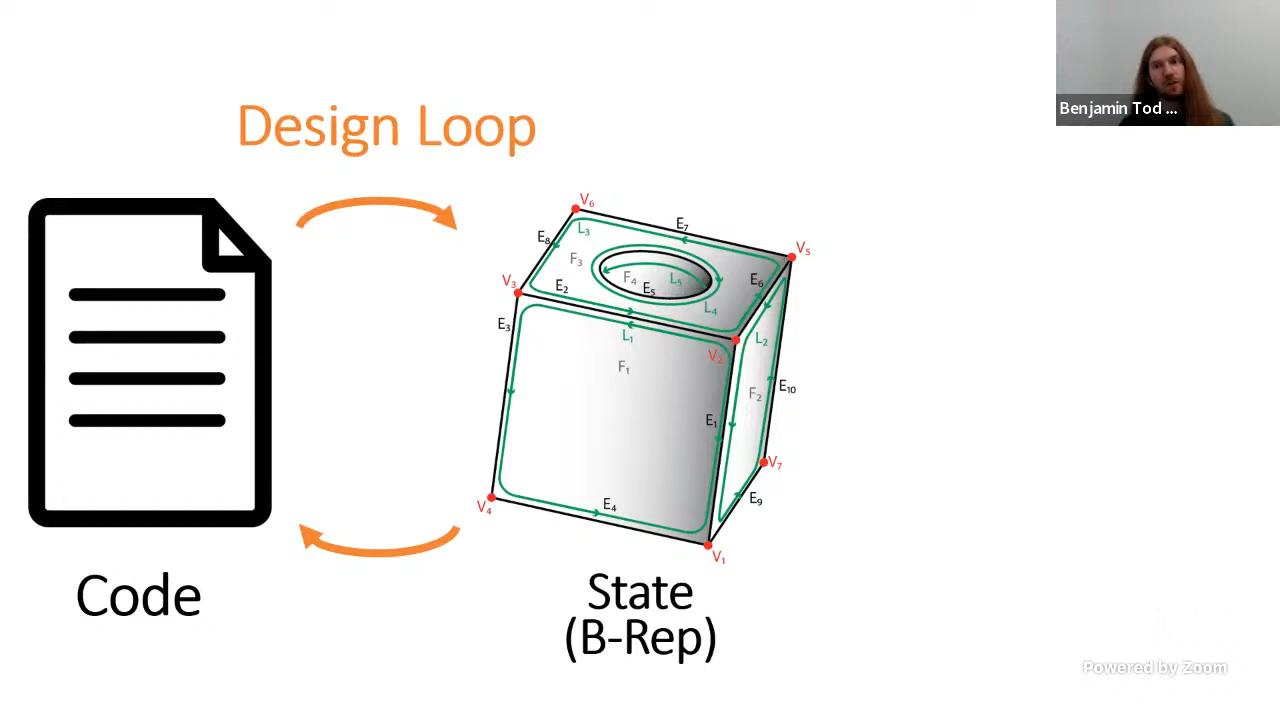 Design Loop
Benjamin Tod ...
V₆
E₇
L₃
E₈
V₅
F₃
F₄
L₅
E₆
V₃
E₂
E₅
L₄
E₃
L₁
V₂
L₂
F₁
E₁₀
F₂
E₁
V₇
E₉
V₄
E₄
V₁
Code
State
(B-Rep)
Powered by Zoom